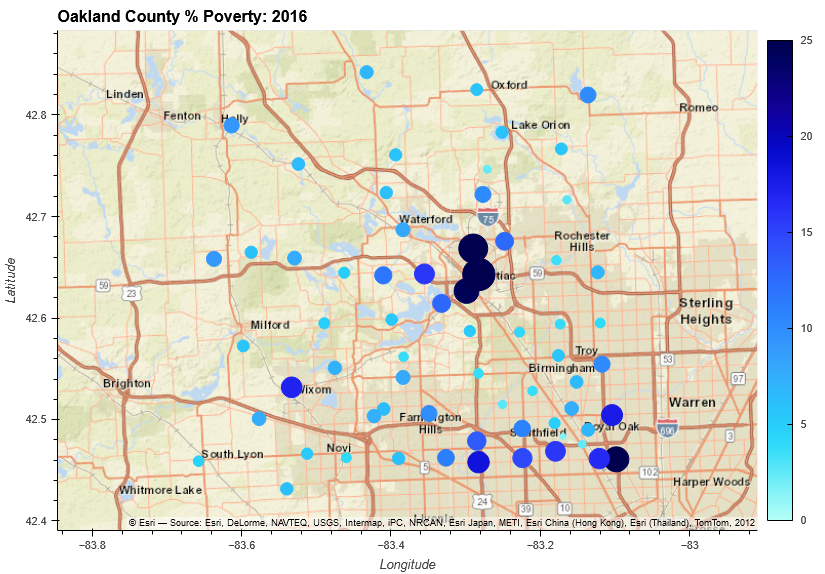 Oakland County % Poverty: 2016
25
20
15
10
5
0
42.8
42.7
42.6
42.5
42.4
Latitude
Linden
Fenton
Holly
Oxford
Lake Orion
Romeo
Waterford
75
Rochester
Hills
59
23
59
Sterling
Heights
Milford
Troy
Birmingham
53
97
Brighton
Warren
696
3
Farmington
Hills
Southfield
Royal Oak
Novi
South Lyon
5
102
Harper Woods
Whitmore Lake
24
39
10
© Esri — Source: Esri, DeLorme, NAVTEQ, USGS, Intermap, iPC, NRCAN, Esri Japan, METI, Esri China (Hong Kong), Esri (Thailand), TomTom, 2012
−83.8
−83.6
−83.4
−83.2
−83
Longitude